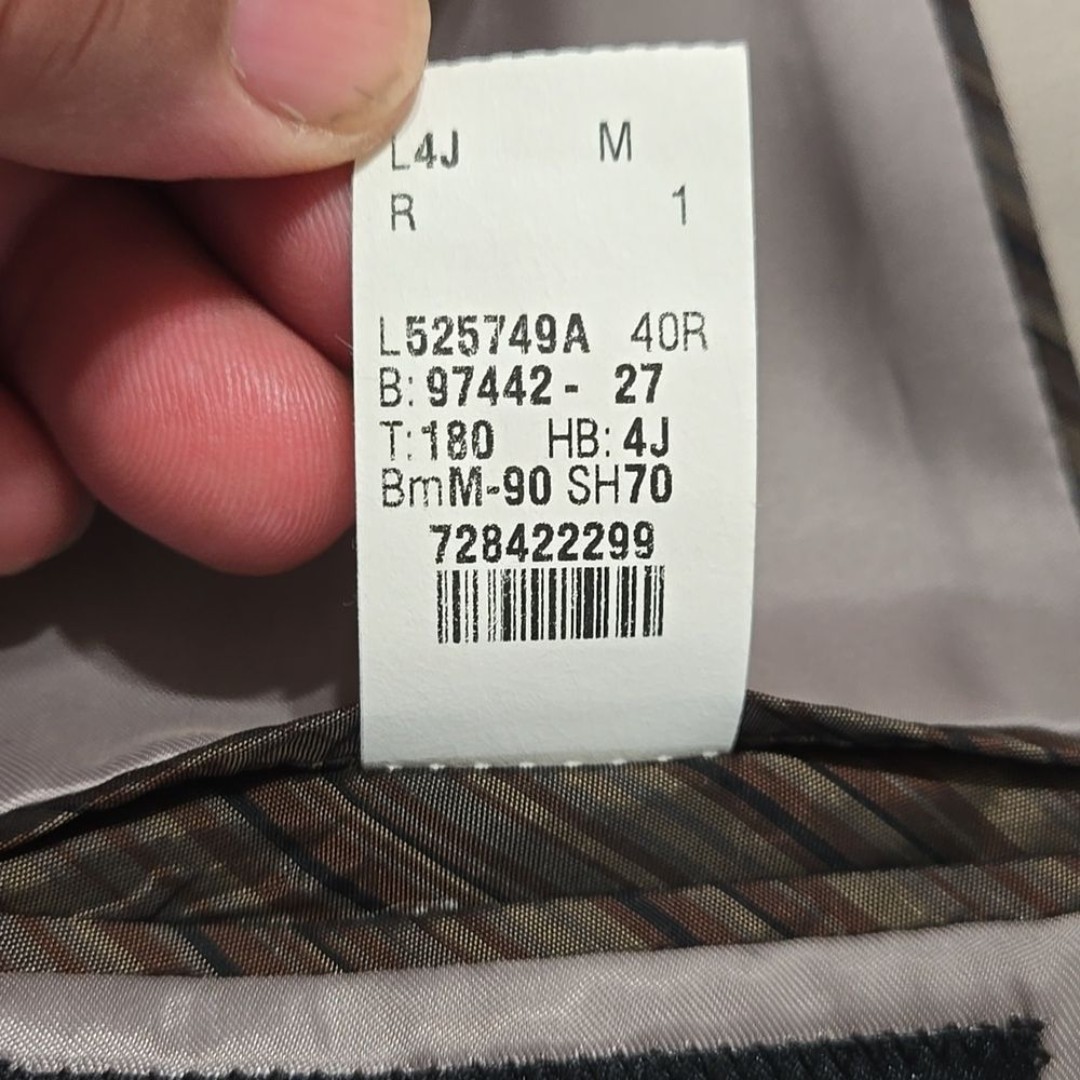 L4J M
R 1
L525749A 40R
B: 97442- 27
T: 180 HB: 4J
BmM-90 SH70
728422299